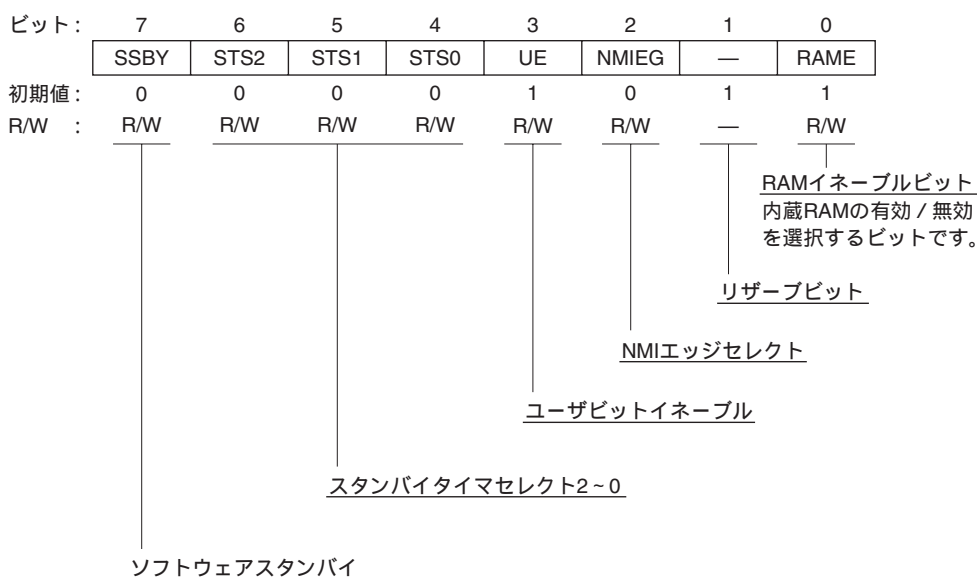 ビット: 7 6 5 4 3 2 1 0
SSBY STS2 STS1 STS0 UE NMIEG — RAME
初期値: 0 0 0 0 1 0 1 1
R/W : R/W R/W R/W R/W R/W R/W — R/W
RAMイネーブルビット
内蔵RAMの有効/無効
を選択するビットです。
リザーブビット
NMIエッジセレクト
ユーザビットイネーブル
スタンバイタイマセレクト2~0
ソフトウェアスタンバイ